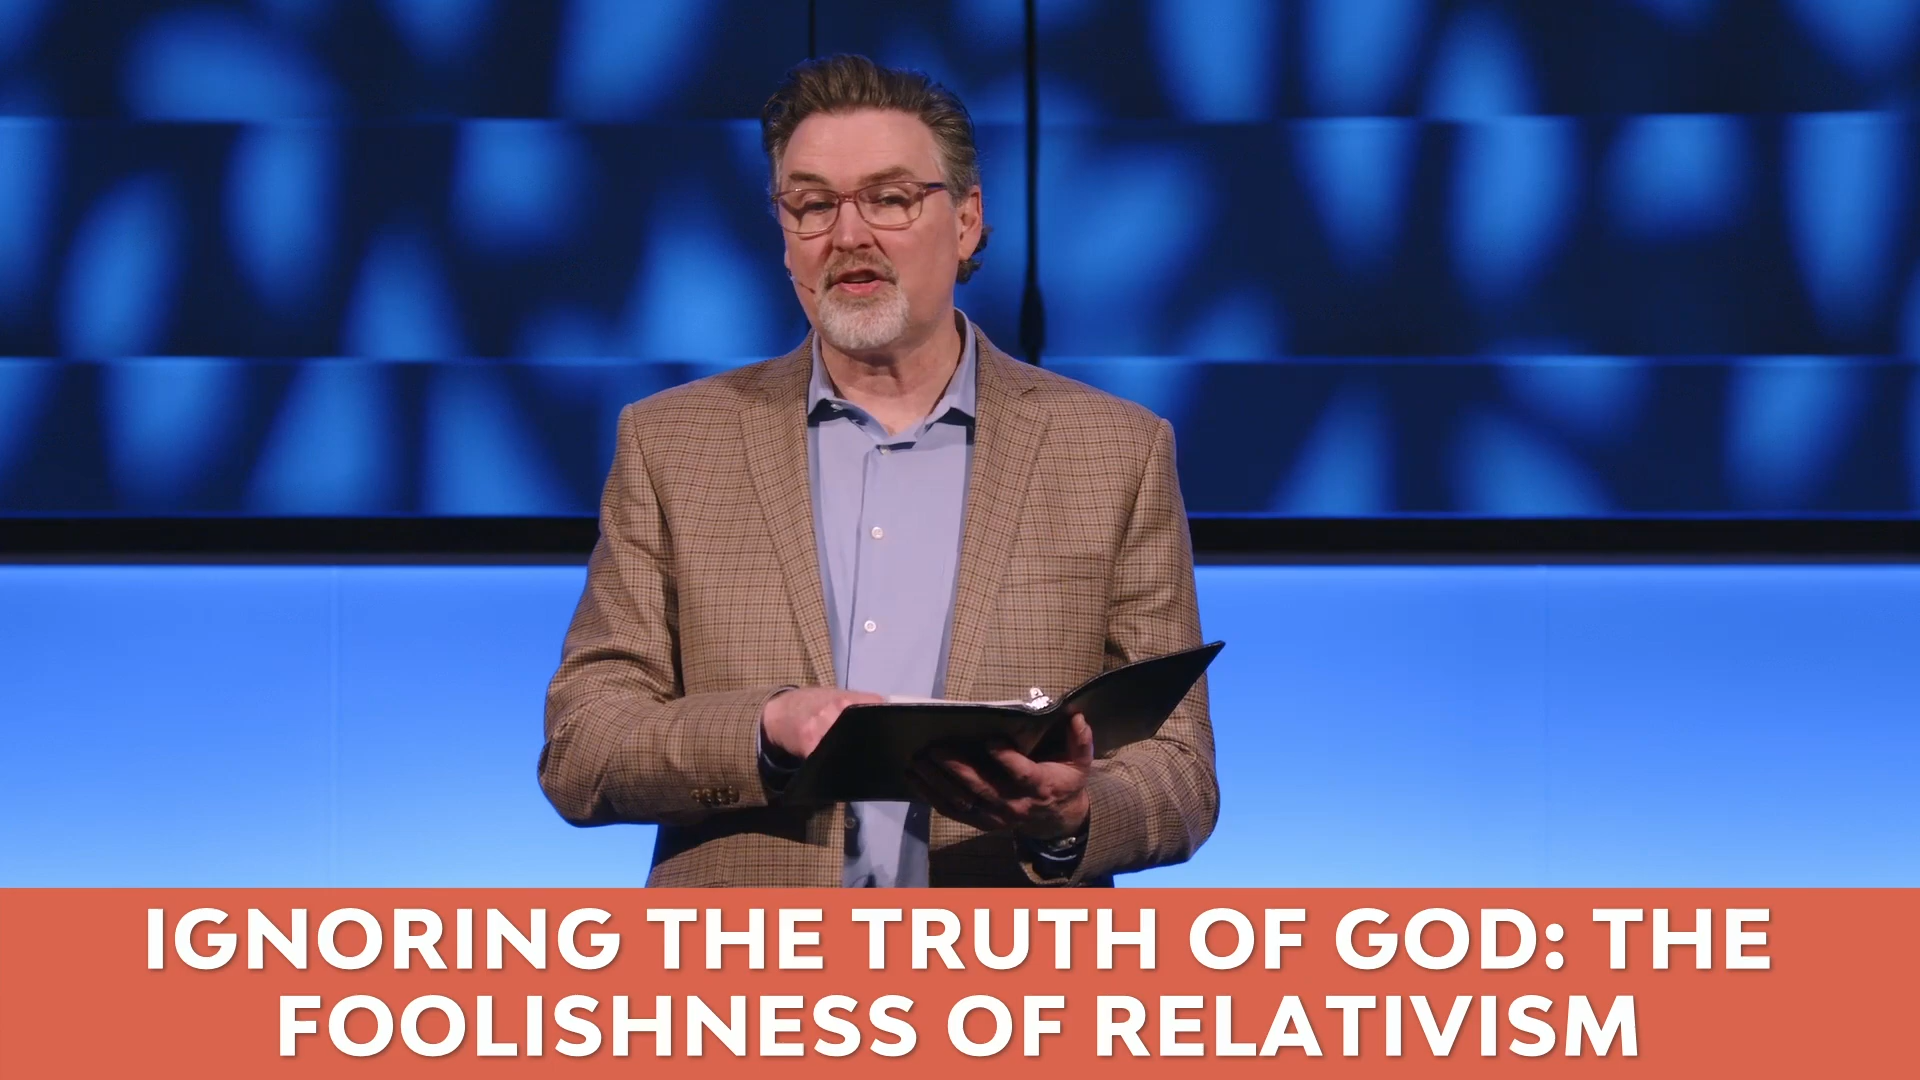 IGNORING THE TRUTH OF GOD: THE
FOOLISHNESS OF RELATIVISM